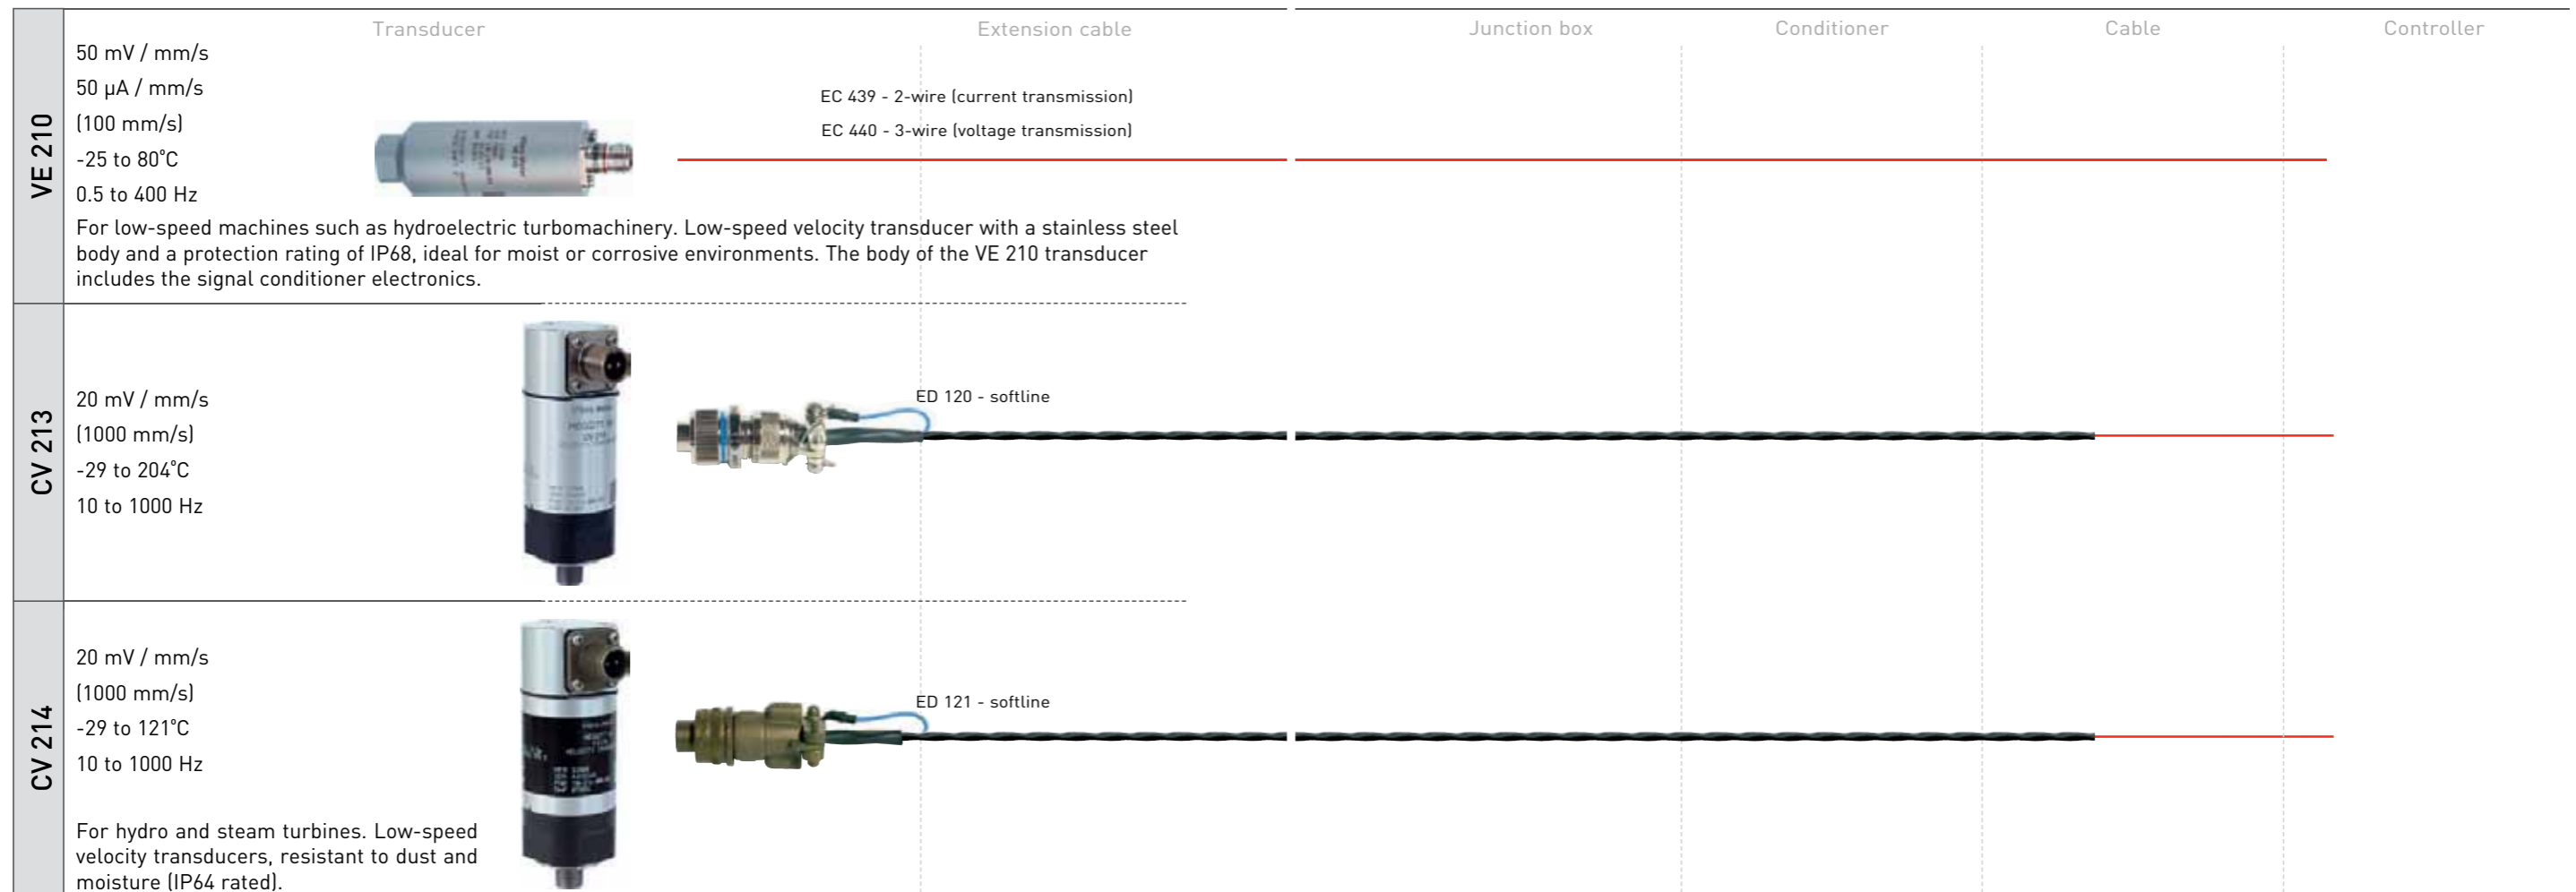 Transducer
Extension cable
Junction box
Conditioner
Cable
Controller
VE 210
50 mV / mm/s
50 µA / mm/s
(100 mm/s)
-25 to 80°C
0.5 to 400 Hz
EC 439 - 2-wire (current transmission)
EC 440 - 3-wire (voltage transmission)
For low-speed machines such as hydroelectric turbomachinery. Low-speed velocity transducer with a stainless steel
body and a protection rating of IP68, ideal for moist or corrosive environments. The body of the VE 210 transducer
includes the signal conditioner electronics.
CV 213
20 mV / mm/s
(1000 mm/s)
-29 to 204°C
10 to 1000 Hz
ED 120 - softline
CV 214
20 mV / mm/s
(1000 mm/s)
-29 to 121°C
10 to 1000 Hz
ED 121 - softline
For hydro and steam turbines. Low-speed
velocity transducers, resistant to dust and
moisture (IP64 rated).